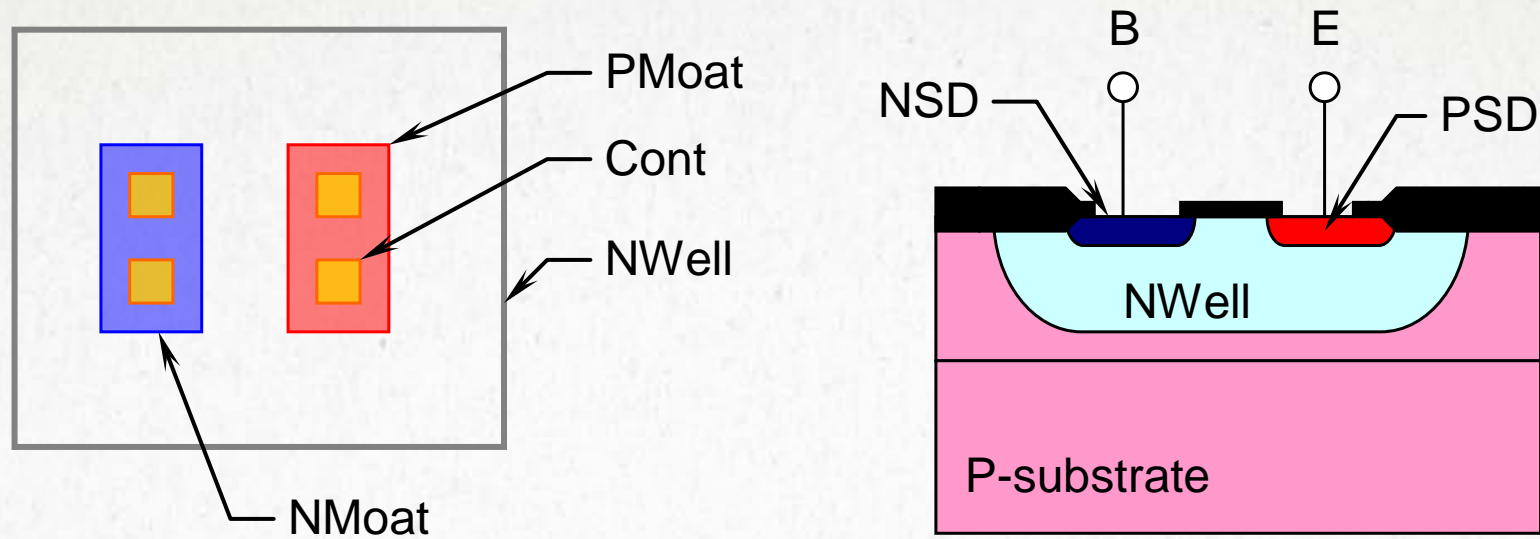 PMoat
Cont
NWell
NMoat
B
E
NSD
PSD
NWell
P-substrate